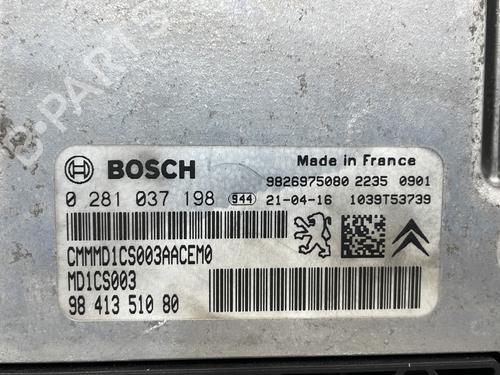 BOSCH
Made in France
9826975080 2235 0901
0 281 037 198 944 21-04-16 1039T53739
CMMMD1CS003AACEM0
MD1CS003
98 413 510 80
B-PARTS